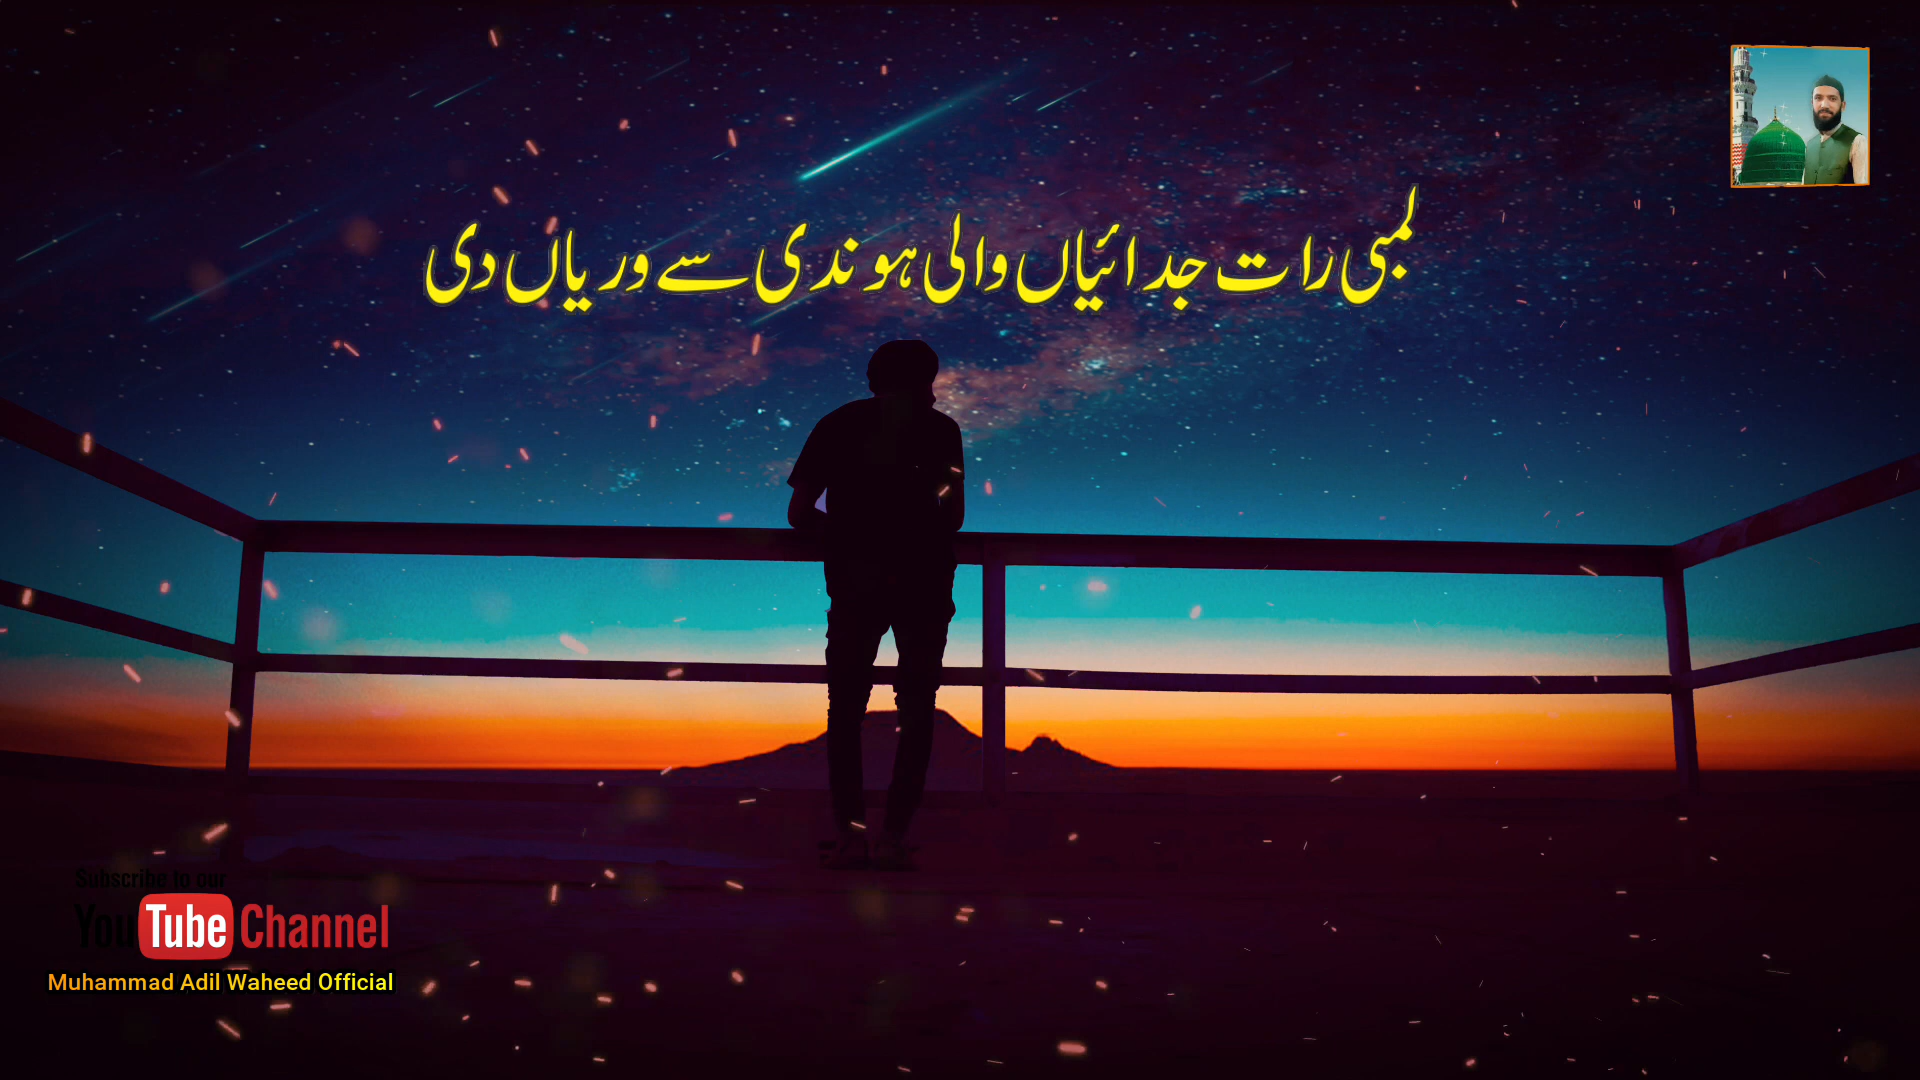 لمبی رات جدائیاں والی ہوندی سے وریاں دی
Subscribe to our
YouTube Channel
Muhammad Adil Waheed Official